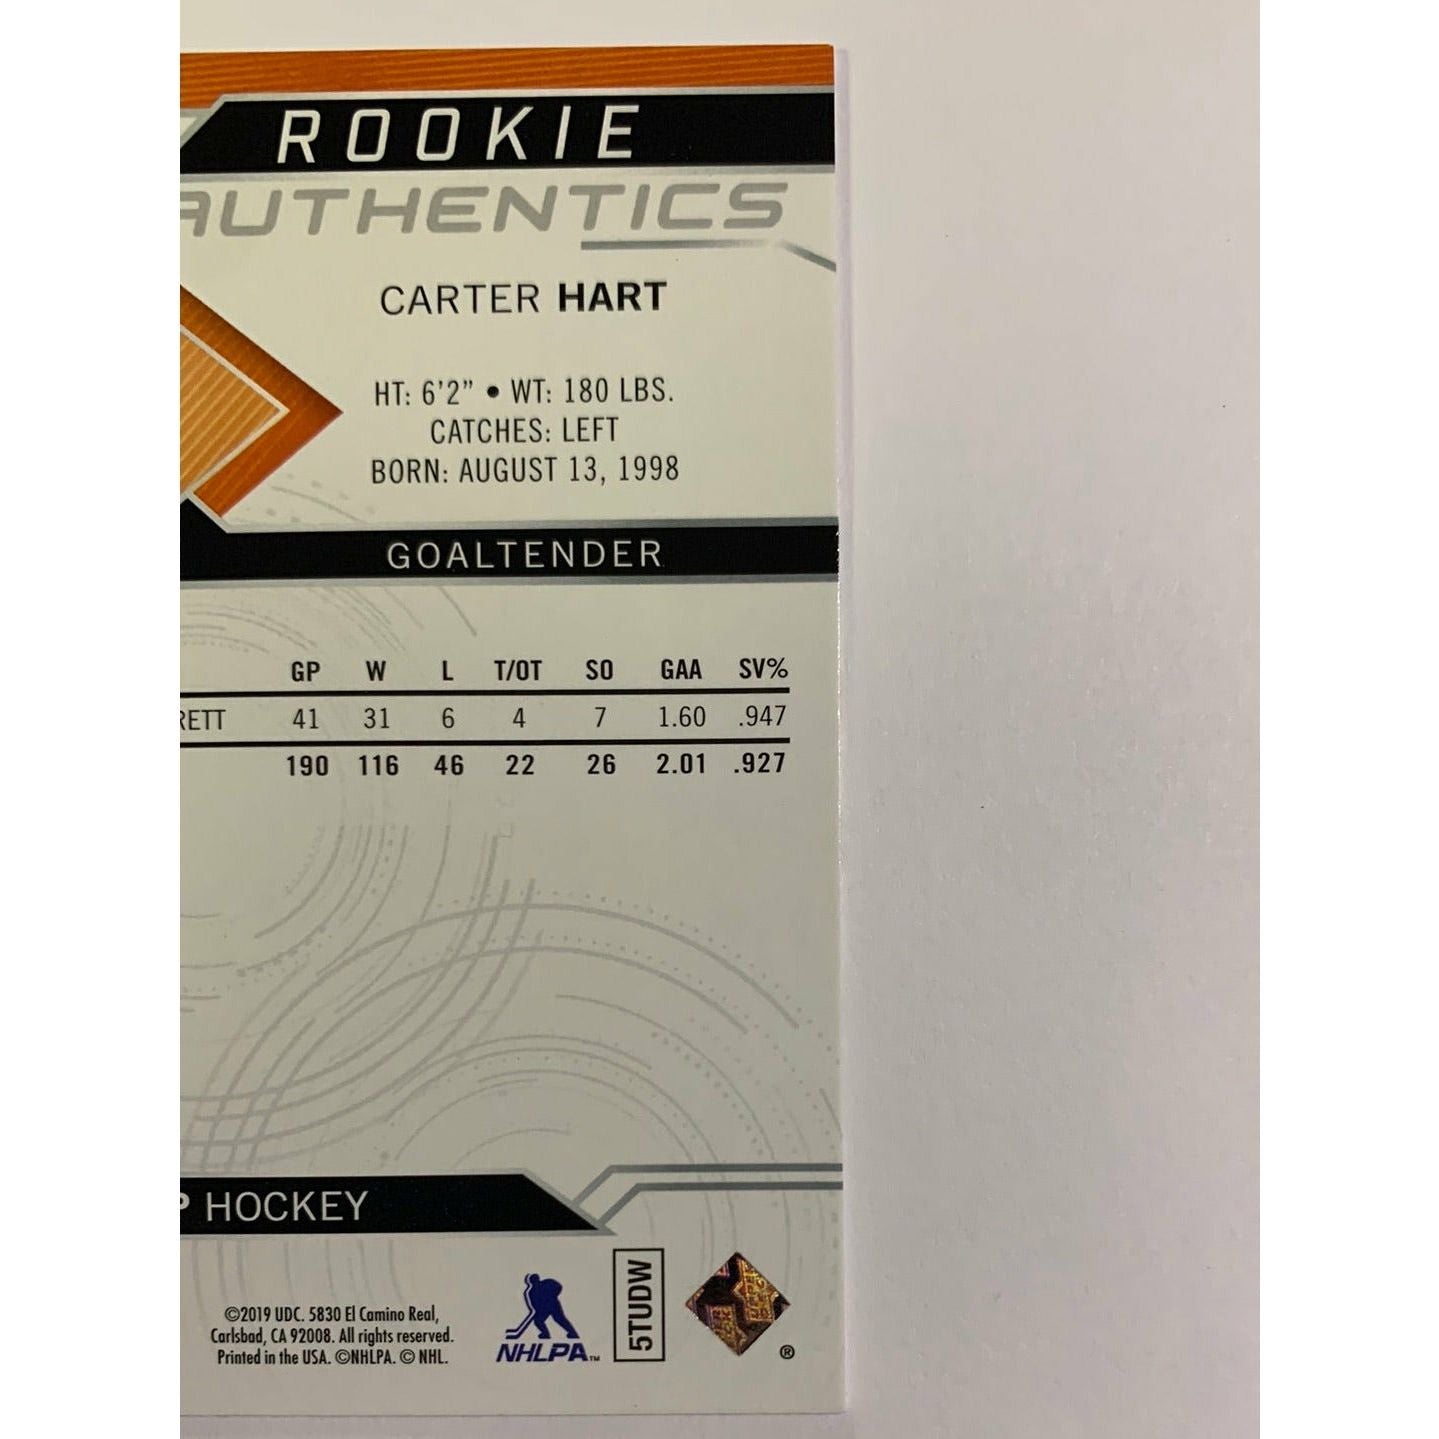 ROOKIE
AUTHENTICS
CARTER HART
HT: 6'2" • WT: 180 LBS.
CATCHES: LEFT
BORN: AUGUST 13, 1998
GOALTENDER
GP W L T/OT SO GAA SV%
RETT 41 31 6 4 7 1.60 .947
190 116 46 22 26 2.01 .927
P HOCKEY
©2019 UDC. 5830 El Camino Real,
Carlsbad, CA 92008. All rights reserved.
Printed in the USA. ©NHLPA. © NHL.
NHLPA™
5TUDW
®